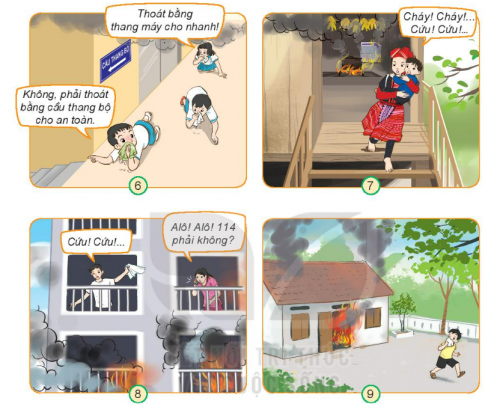 Thoát bằng
thang máy cho nhanh!
CẦU THANG BỘ
Không, phải thoát
bằng cầu thang bộ
cho an toàn.
6
Cháy! Cháy!...
Cứu! Cứu!...
7
Cứu! Cứu!...
Alô! Alô! 114
phải không?
8
9